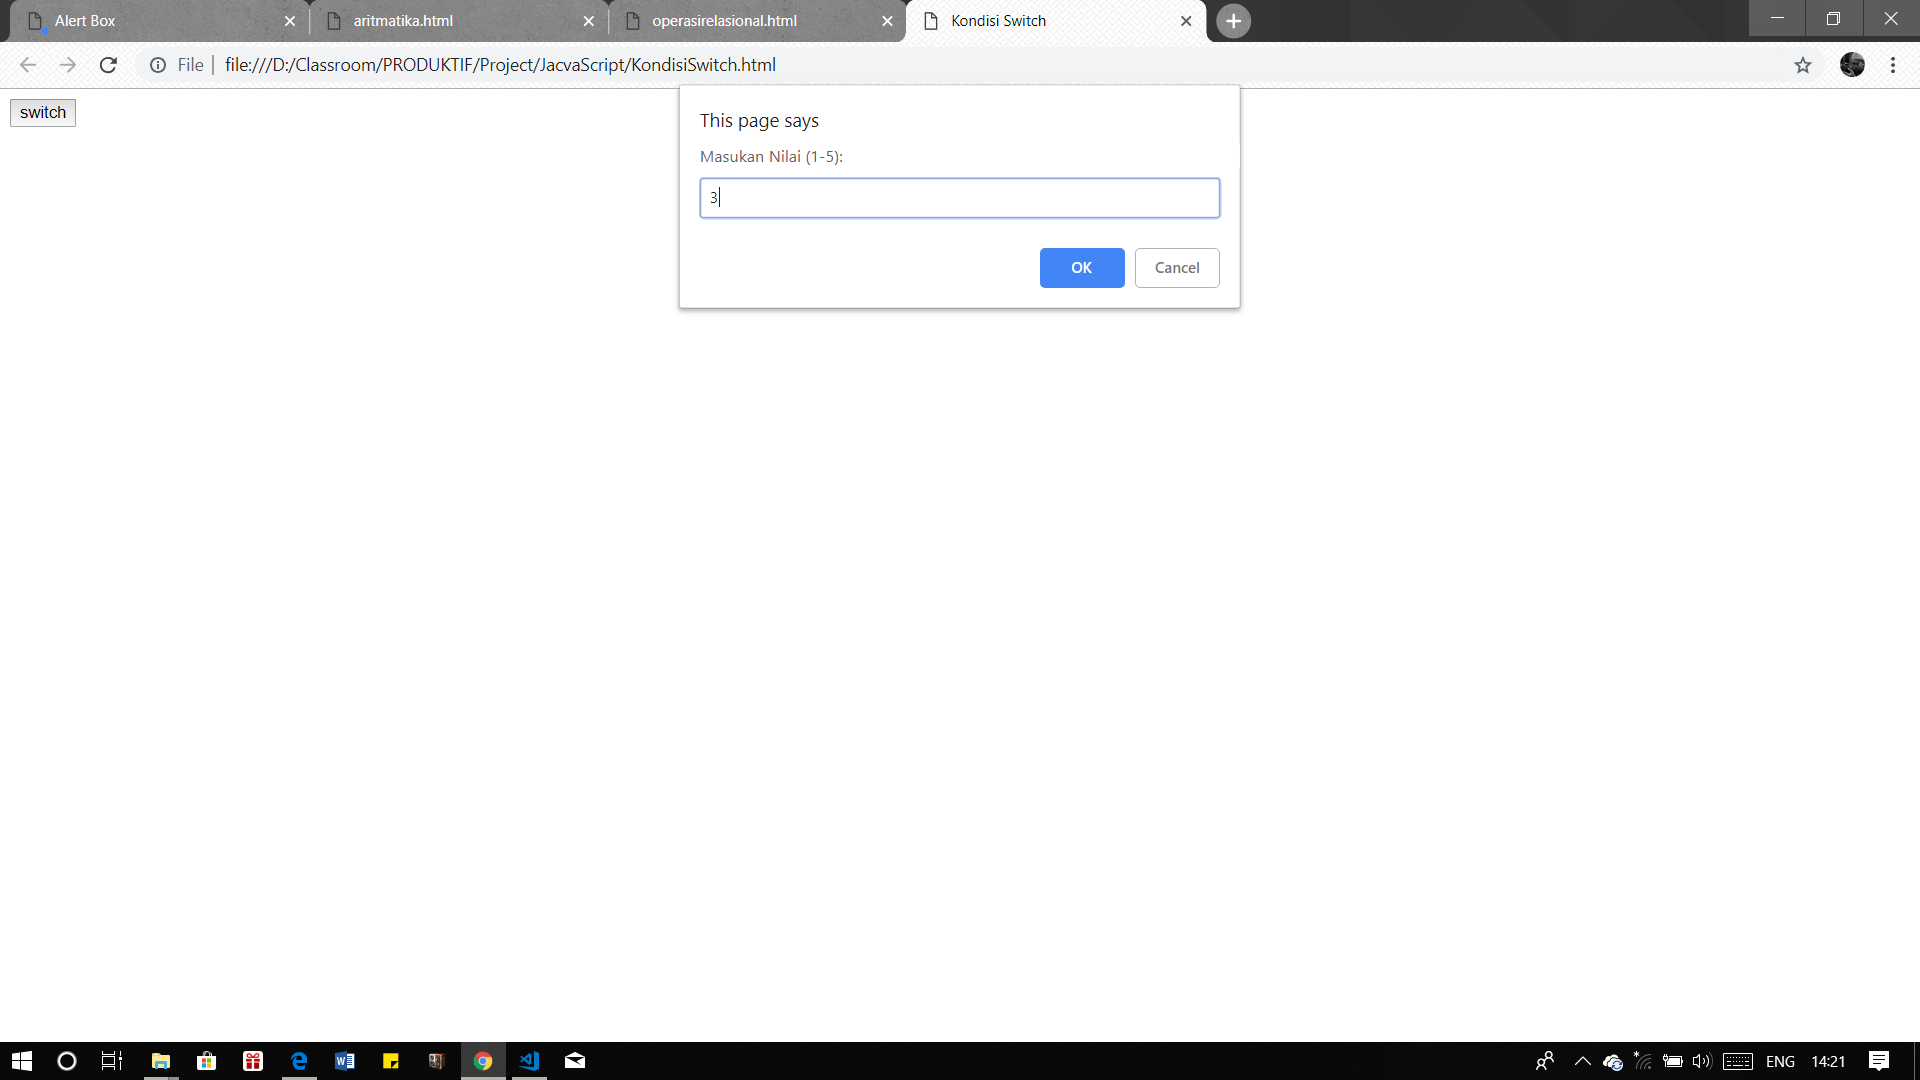 Alert Box
aritmatika.html
operasirelasional.html
Kondisi Switch
File
file:///D:/Classroom/PRODUKTIF/Project/JacvaScript/KondisiSwitch.html
switch
This page says
Masukan Nilai (1-5):
3
OK
Cancel
ENG
14:21